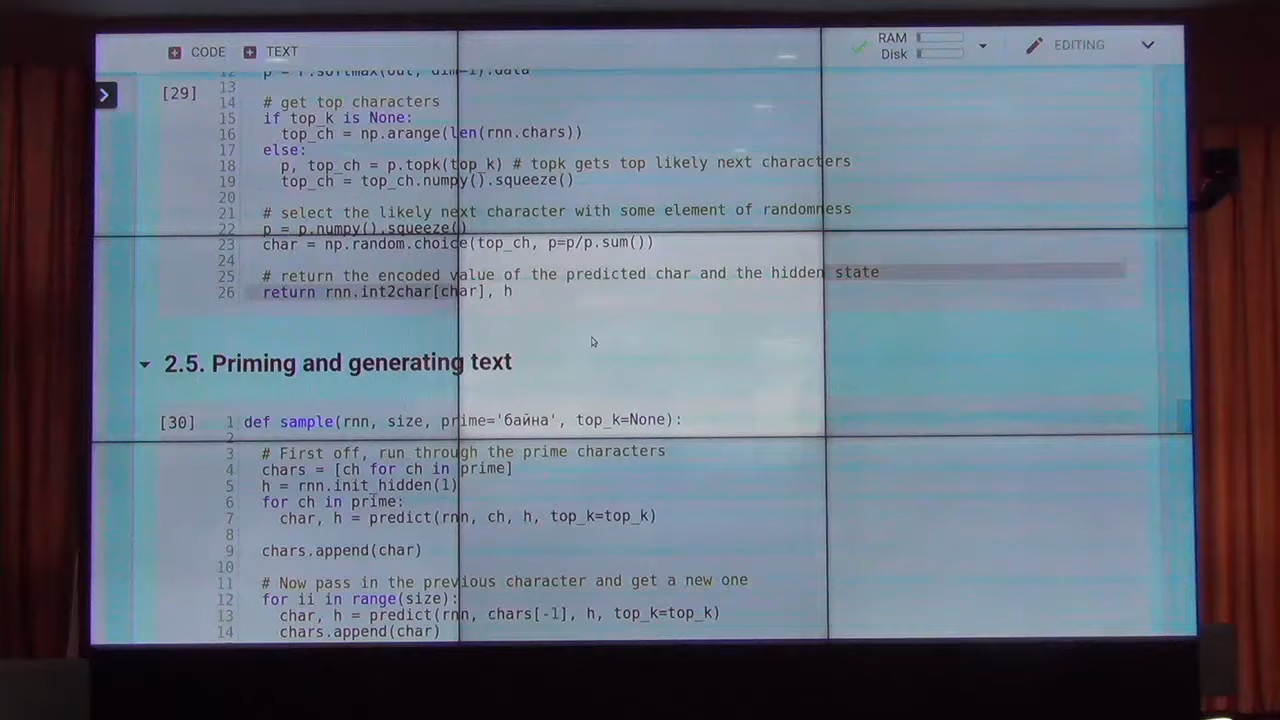 CODE TEXT
RAM
Disk
EDITING
12 p = F.softmax(out, dim=1).data
[29] 13
14 # get top characters
15 if top_k is None:
16 top_ch = np.arange(len(rnn.chars))
17 else:
18 p, top_ch = p.topk(top_k) # topk gets top likely next characters
19 top_ch = top_ch.numpy().squeeze()
20
21 # select the likely next character with some element of randomness
22 p = p.numpy().squeeze()
23 char = np.random.choice(top_ch, p=p/p.sum())
24
25 # return the encoded value of the predicted char and the hidden state
26 return rnn.int2char[char], h
2.5. Priming and generating text
[30] 1 def sample(rnn, size, prime='байна', top_k=None):
2
3 # First off, run through the prime characters
4 chars = [ch for ch in prime]
5 h = rnn.init_hidden(1)
6 for ch in prime:
7 char, h = predict(rnn, ch, h, top_k=top_k)
8
9 chars.append(char)
10
11 # Now pass in the previous character and get a new one
12 for ii in range(size):
13 char, h = predict(rnn, chars[-1], h, top_k=top_k)
14 chars.append(char)